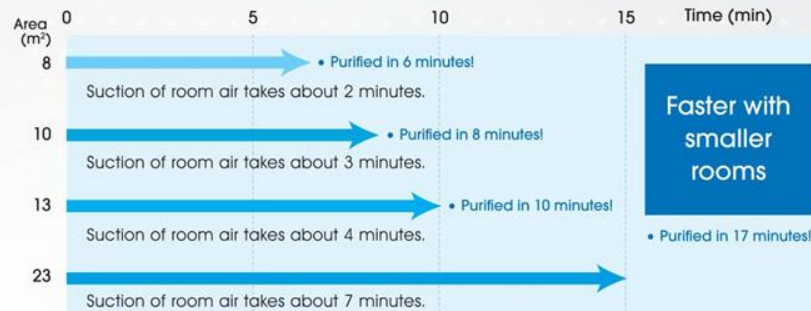 Area
(m²)
0 5 10 15 Time (min)
8
• Purified in 6 minutes!
Suction of room air takes about 2 minutes.
10
• Purified in 8 minutes!
Suction of room air takes about 3 minutes.
13
• Purified in 10 minutes!
Suction of room air takes about 4 minutes.
23
Suction of room air takes about 7 minutes.
Faster with
smaller
rooms
• Purified in 17 minutes!